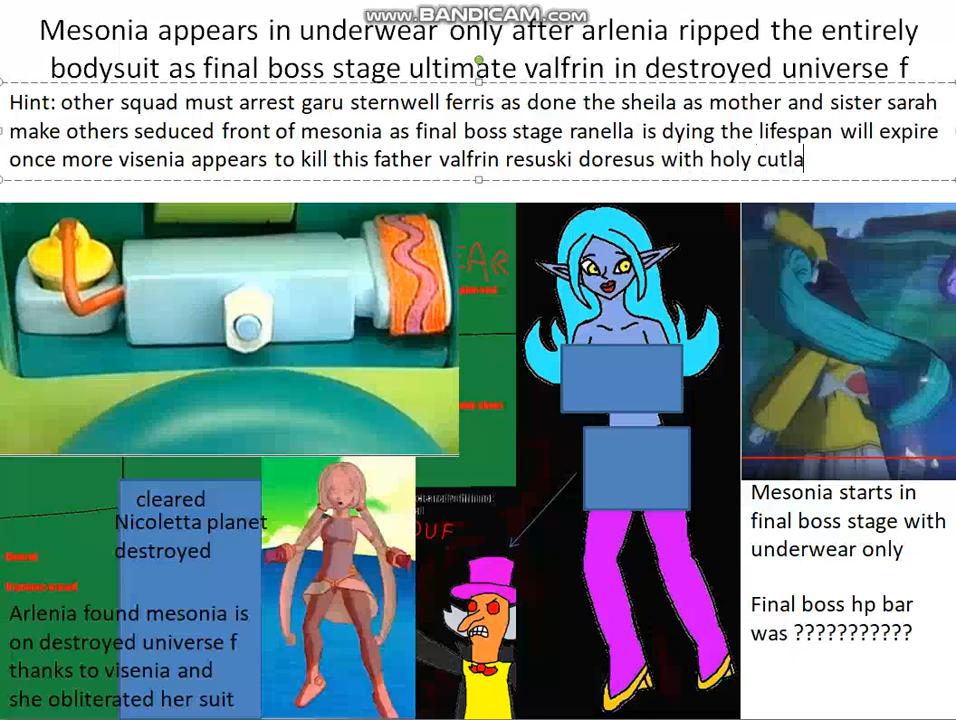 www.BANDICAM.com
Mesonia appears in underwear only after arlenia ripped the entirely
bodysuit as final boss stage ultimate valfrin in destroyed universe f
Hint: other squad must arrest garu sternwell ferris as done the sheila as mother and sister sarah
make others seduced front of mesonia as final boss stage ranella is dying the lifespan will expire
once more visenia appears to kill this father valfrin resuski doresus with holy cutla
EAR
cleared
Nicoletta planet
destroyed
OUF
Arlenia found mesonia is
on destroyed universe f
thanks to visenia and
she obliterated her suit
Mesonia starts in
final boss stage with
underwear only
Final boss hp bar
was ???????????